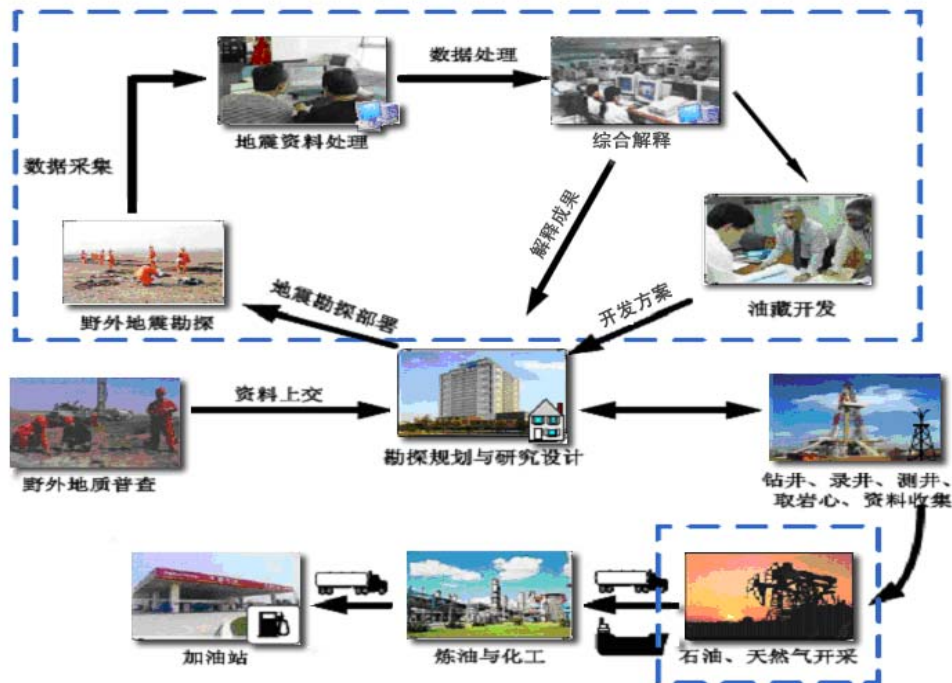 数据处理
地震资料处理
综合解释
数据采集
解释成果
野外地震勘探
地震勘探部署
开发方案
油藏开发
资料上交
野外地质普查
勘探规划与研究设计
钻井、录井、测井、
取岩心、资料收集
加油站
炼油与化工
石油、天然气开采